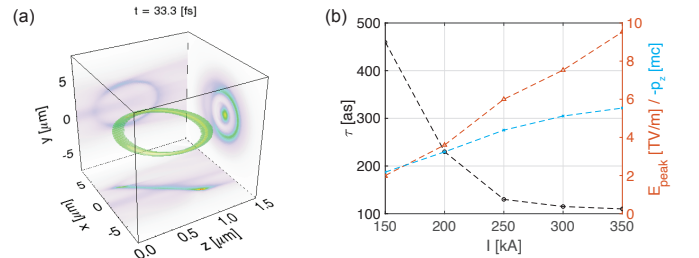 (a)
t = 33.3 [fs]
y [μm]
5
0
-5
x [μm]
5
0
-5
z [μm]
0.0
0.5
1.0
1.5
(b)
τ [as]
500
400
300
200
100
I [kA]
150
200
250
300
350
E_peak [TV/m] / -p_z [mc]
10
8
6
4
2
0